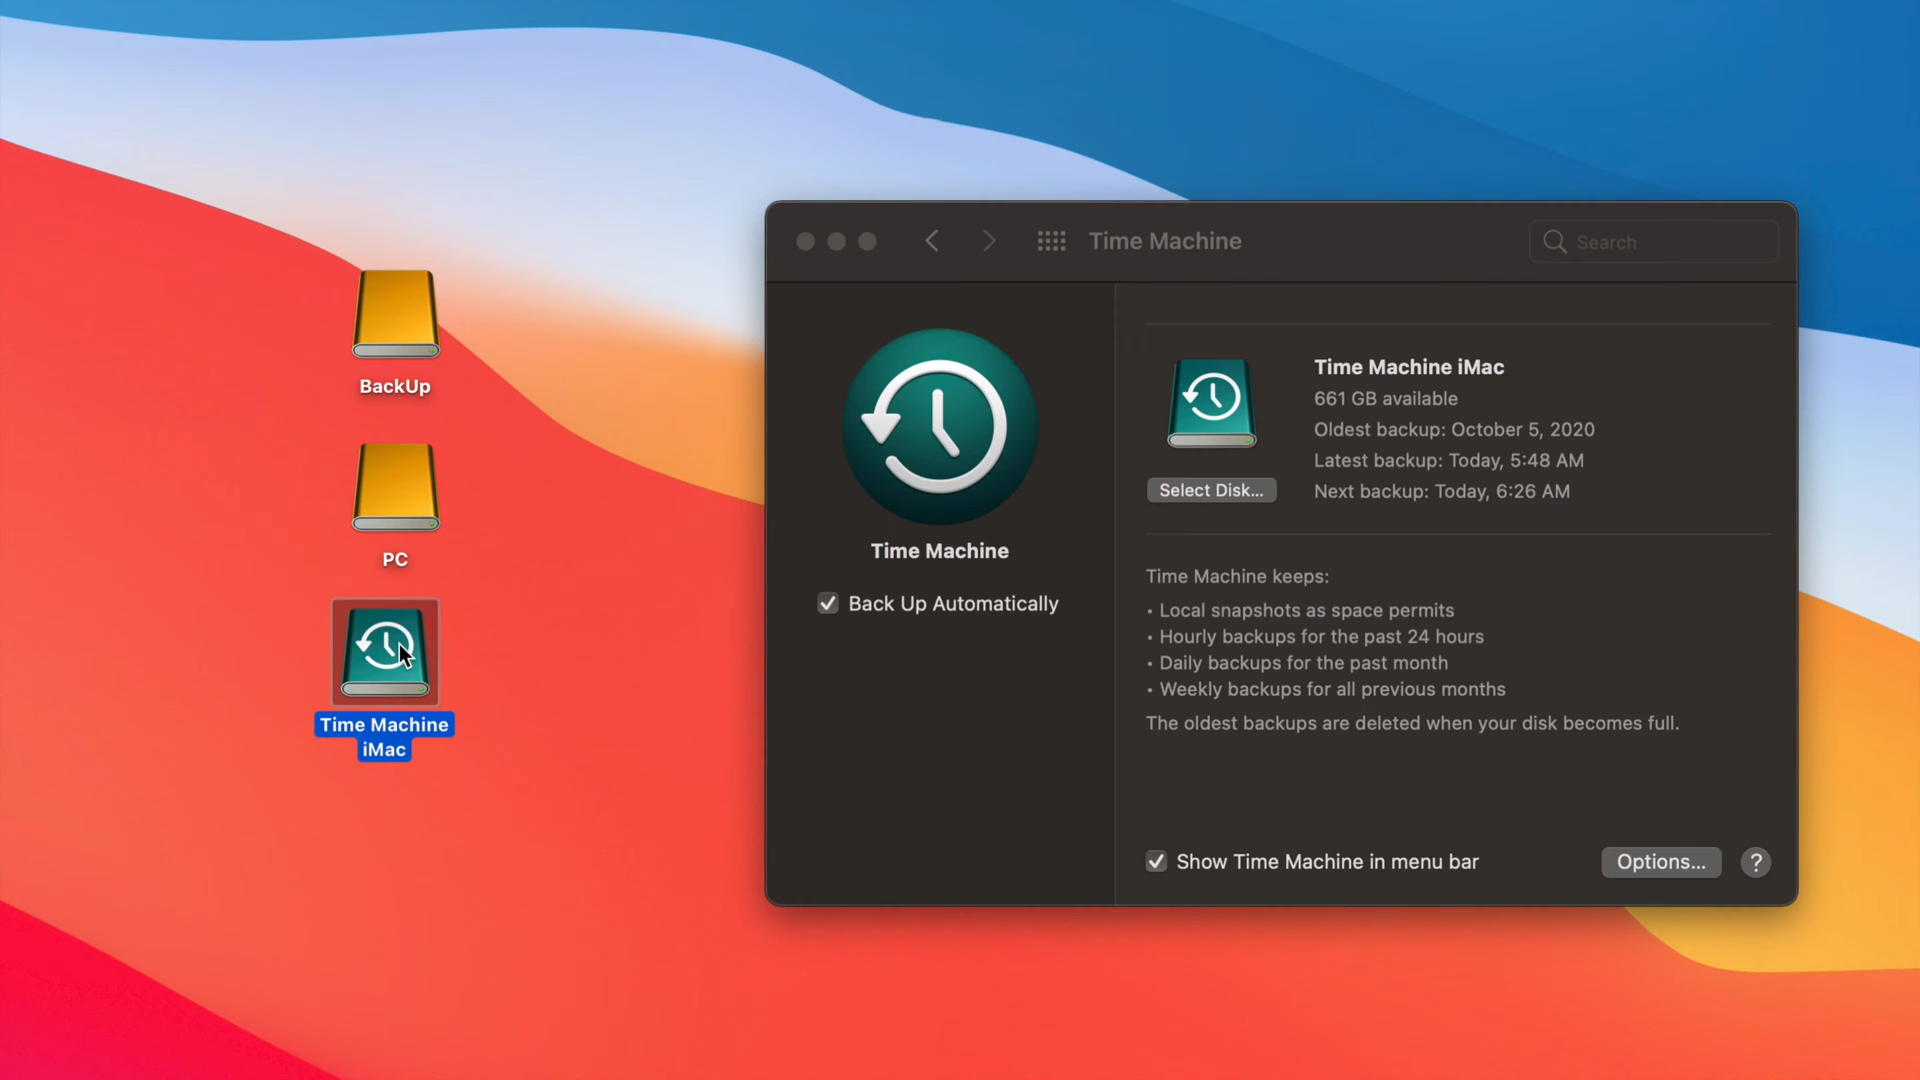 BackUp
PC
Time Machine
iMac
Time Machine
Search
Time Machine
Back Up Automatically
Select Disk...
Time Machine iMac
661 GB available
Oldest backup: October 5, 2020
Latest backup: Today, 5:48 AM
Next backup: Today, 6:26 AM
Time Machine keeps:
• Local snapshots as space permits
• Hourly backups for the past 24 hours
• Daily backups for the past month
• Weekly backups for all previous months
The oldest backups are deleted when your disk becomes full.
Show Time Machine in menu bar
Options...
?